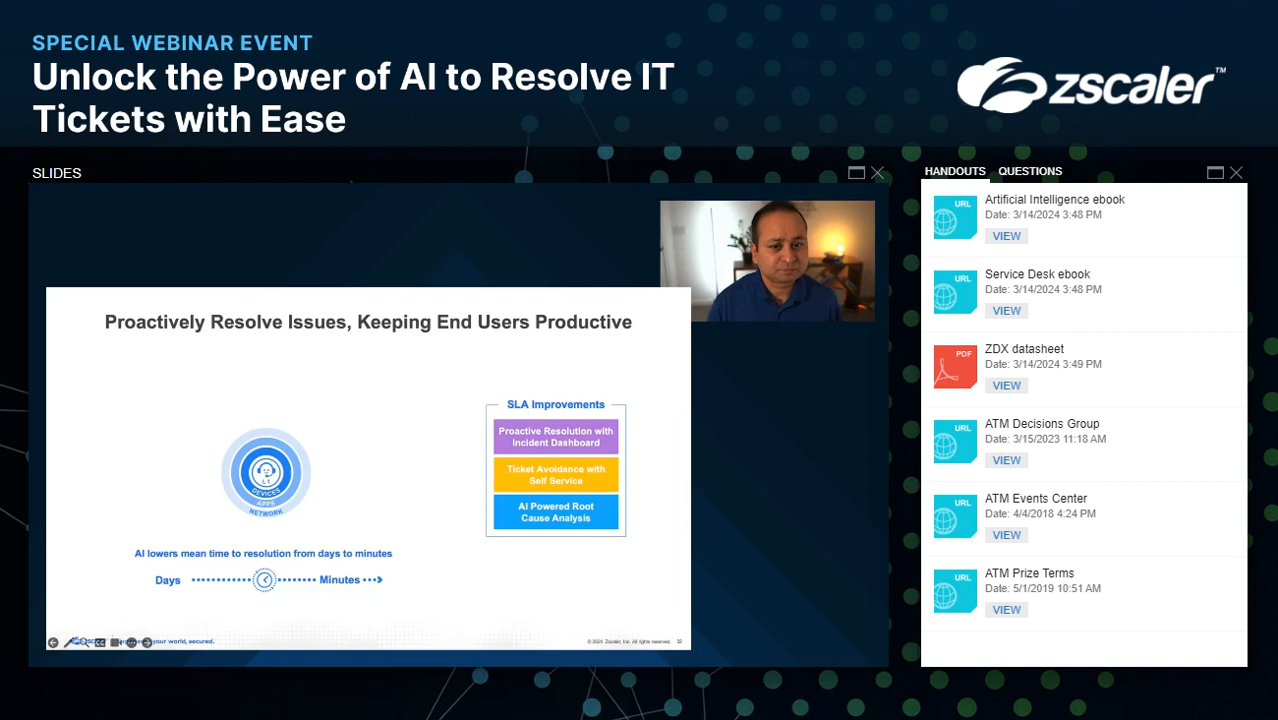 SPECIAL WEBINAR EVENT
Unlock the Power of AI to Resolve IT
Tickets with Ease
zscaler™
SLIDES
Proactively Resolve Issues, Keeping End Users Productive
L1
DEVICES
APPS
NETWORK
AI lowers mean time to resolution from days to minutes
Days
Minutes
SLA Improvements
Proactive Resolution with
Incident Dashboard
Ticket Avoidance with
Self Service
AI Powered Root
Cause Analysis
your world, secured.
© 2024 Zscaler, Inc. All rights reserved.
32
HANDOUTS
QUESTIONS
URL
Artificial Intelligence ebook
Date: 3/14/2024 3:48 PM
VIEW
URL
Service Desk ebook
Date: 3/14/2024 3:48 PM
VIEW
PDF
ZDX datasheet
Date: 3/14/2024 3:49 PM
VIEW
URL
ATM Decisions Group
Date: 3/15/2023 11:18 AM
VIEW
URL
ATM Events Center
Date: 4/4/2018 4:24 PM
VIEW
URL
ATM Prize Terms
Date: 5/1/2019 10:51 AM
VIEW